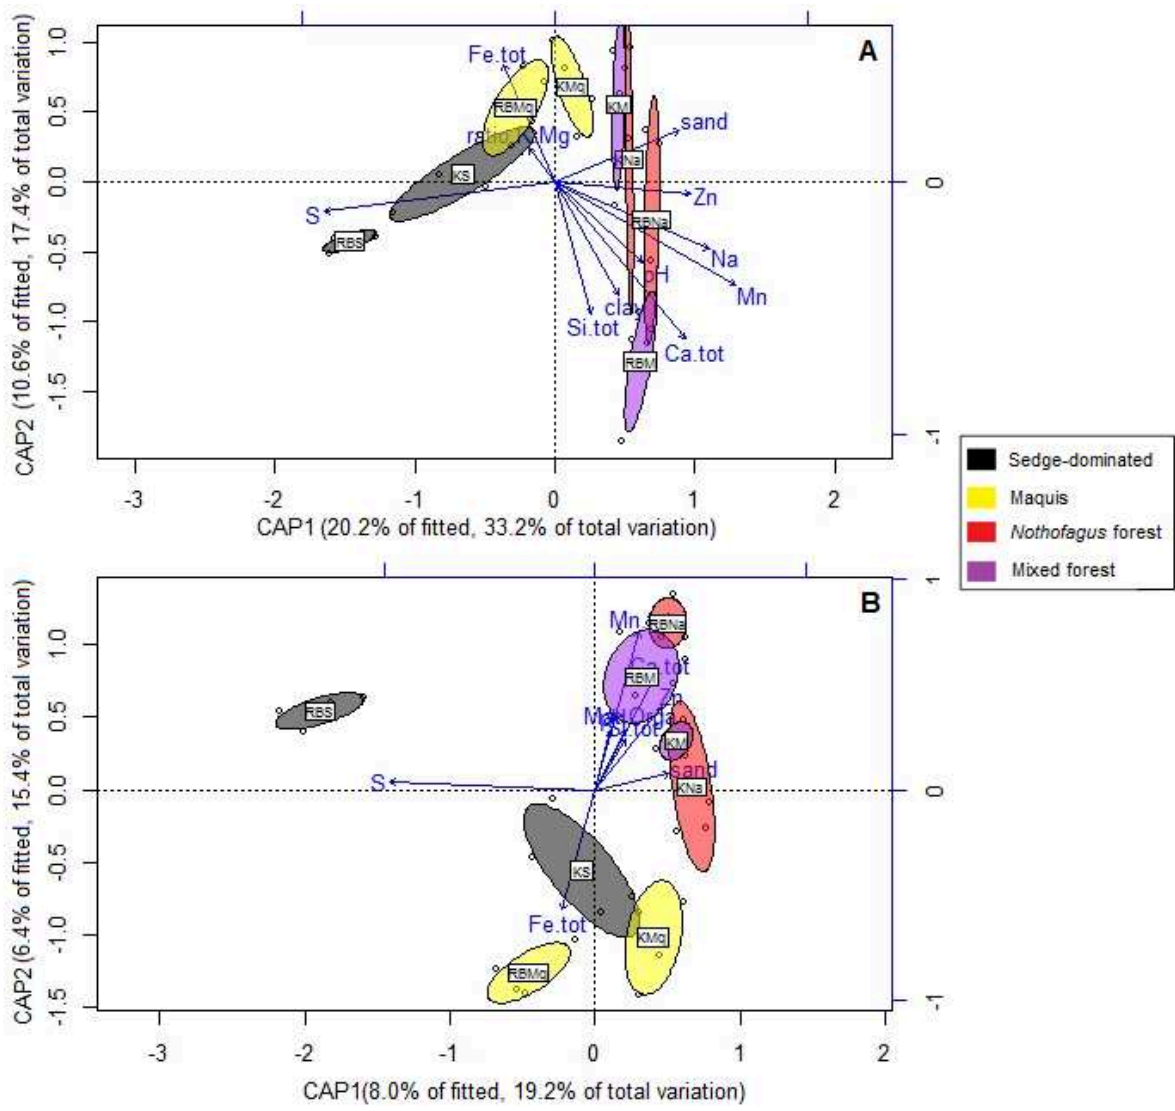 A
1.0
0.5
0.0
-0.5
-1.0
-1.5
CAP2 (10.6% of fitted, 17.4% of total variation)
Fe.tot
KMq
RBMq
KM
sand
KNa
KS
0
S
Zn
RBS
RBNa
Na
pH
Mn
clay
Si.tot
RBM
Ca.tot
-1
-3
-2
-1
0
1
2
CAP1 (20.2% of fitted, 33.2% of total variation)
Sedge-dominated
Maquis
Nothofagus forest
Mixed forest
B
1
1.0
0.5
0.0
-0.5
-1.0
-1.5
CAP2 (6.4% of fitted, 15.4% of total variation)
Mn
RBNa
RBM
Ca.tot
Zn
RBS
Si.tot
KM
S
sand
KNa
0
KS
Fe.tot
KMq
RBMq
-1
-3
-2
-1
0
1
2
CAP1(8.0% of fitted, 19.2% of total variation)